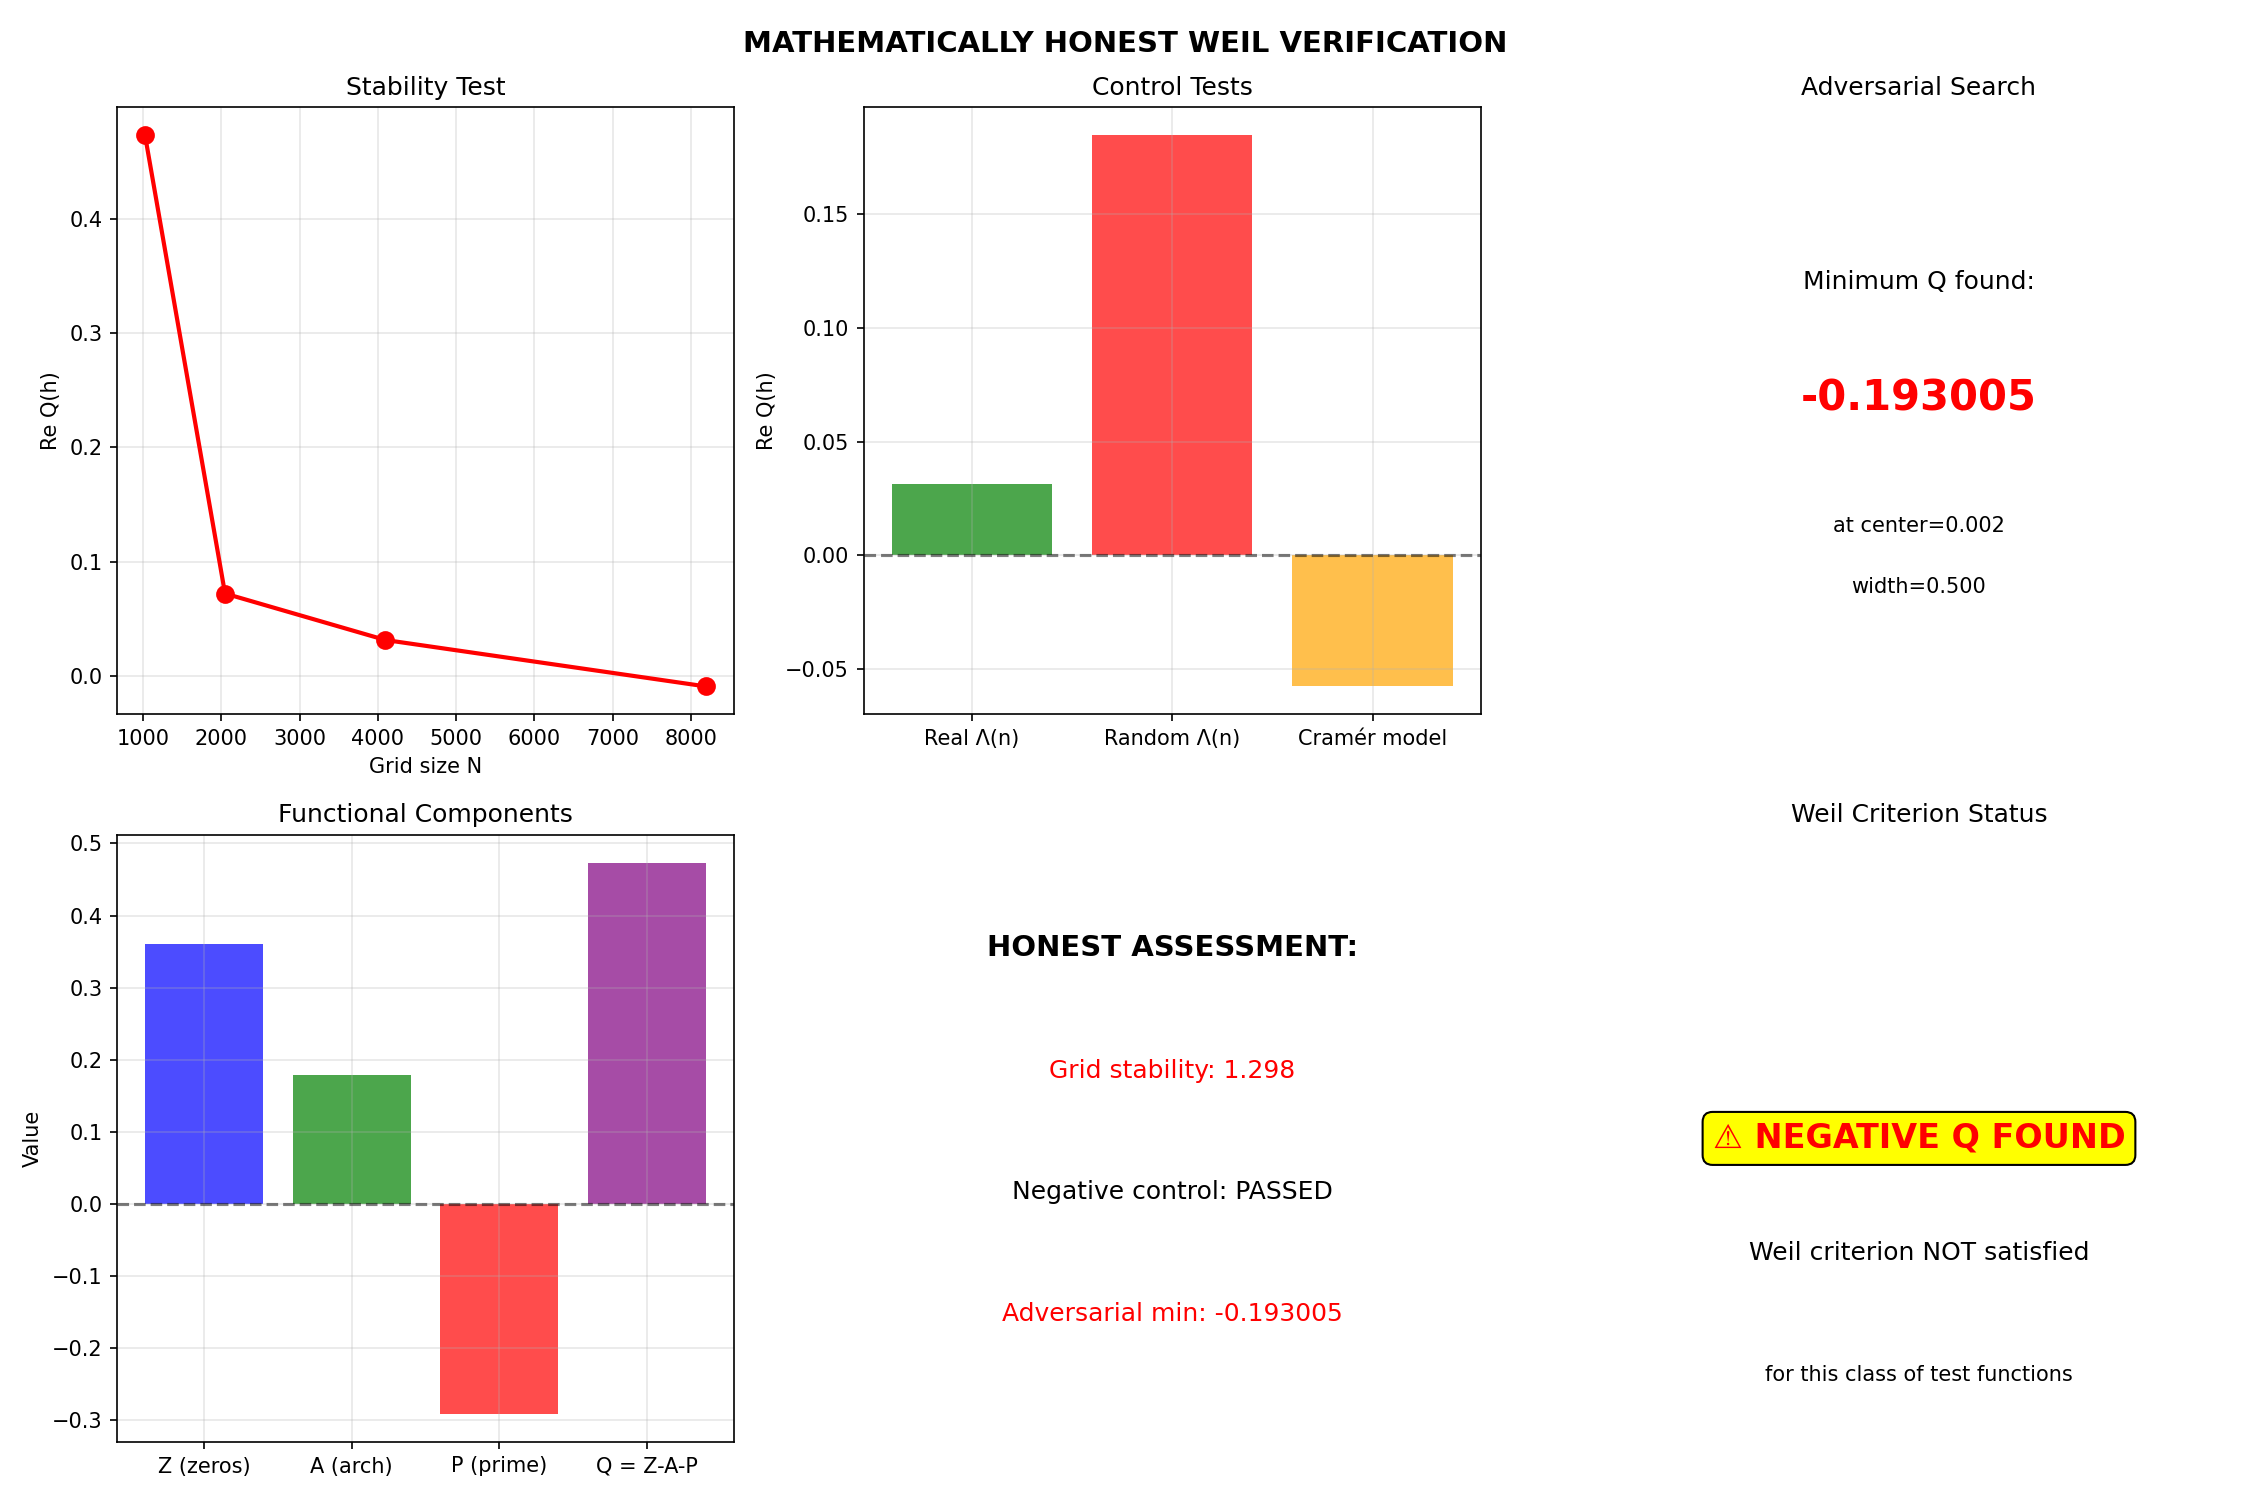 MATHEMATICALLY HONEST WEIL VERIFICATION
Stability Test
Re Q(h)
0.4
0.3
0.2
0.1
0.0
1000 2000 3000 4000 5000 6000 7000 8000
Grid size N
Control Tests
Re Q(h)
0.15
0.10
0.05
0.00
−0.05
Real Λ(n) Random Λ(n) Cramér model
Adversarial Search
Minimum Q found:
-0.193005
at center=0.002
width=0.500
Functional Components
Value
0.5
0.4
0.3
0.2
0.1
0.0
−0.1
−0.2
−0.3
Z (zeros) A (arch) P (prime) Q = Z-A-P
HONEST ASSESSMENT:
Grid stability: 1.298
Negative control: PASSED
Adversarial min: -0.193005
Weil Criterion Status
⚠ NEGATIVE Q FOUND
Weil criterion NOT satisfied
for this class of test functions